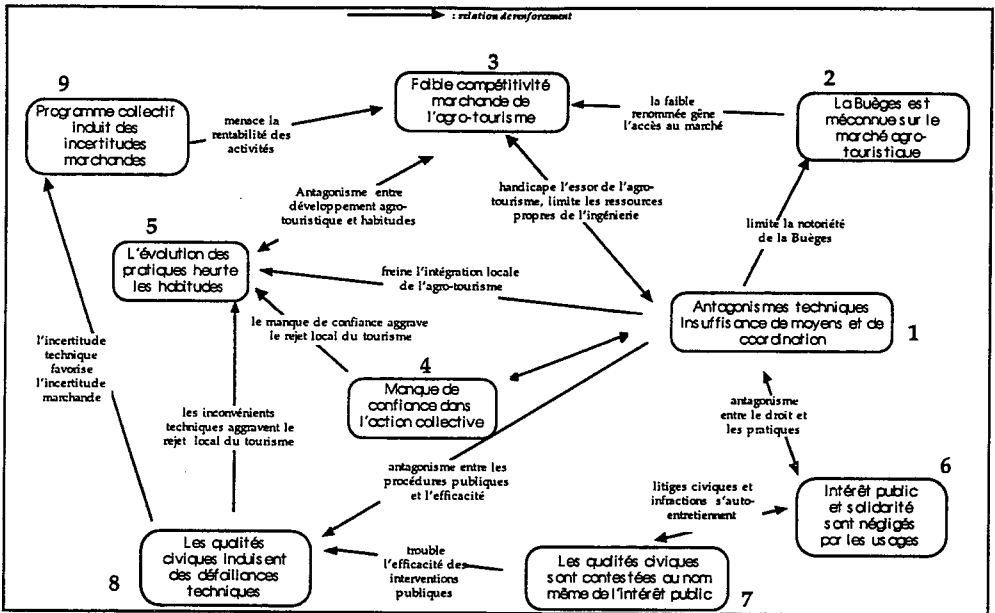 : relation de renforcement
3
Faible compétitivité
marchande de
l'agro-tourisme
9
Programme collectif
induit des
incertitudes
marchandes
2
La Buèges est
méconnue sur le
marché agro-
touristique
menace la
rentabilité des
activités
la faible
renommée gêne
l'accès au marché
Antagonisme entre
développement agro-
touristique et habitudes
handicape l'essor de l'agro-
tourisme, limite les ressources
propres de l'ingénierie
limite la notoriété
de la Buèges
5
L'évolution des
pratiques heurte
les habitudes
freine l'intégration locale
de l'agro-tourisme
Antagonismes techniques
Insuffisance de moyens et de
coordination
1
le manque de confiance aggrave
le rejet local du tourisme
4
Manque de
confiance dans
l'action collective
l'incertitude
technique
favorise
l'incertitude
marchande
les inconvénients
techniques aggravent le
rejet local du tourisme
antagonisme
entre le droit et
les pratiques
antagonisme entre les
procédures publiques
et l'efficacité
6
Intérêt public
et solidarité
sont négligés
par les usages
litiges civiques et
infractions s'auto-
entretiennent
8
Les qualités
civiques induisent
des défaillances
techniques
trouble
l'efficacité des
interventions
publiques
Les qualités civiques
sont contestées au nom
même de l'intérêt public
7